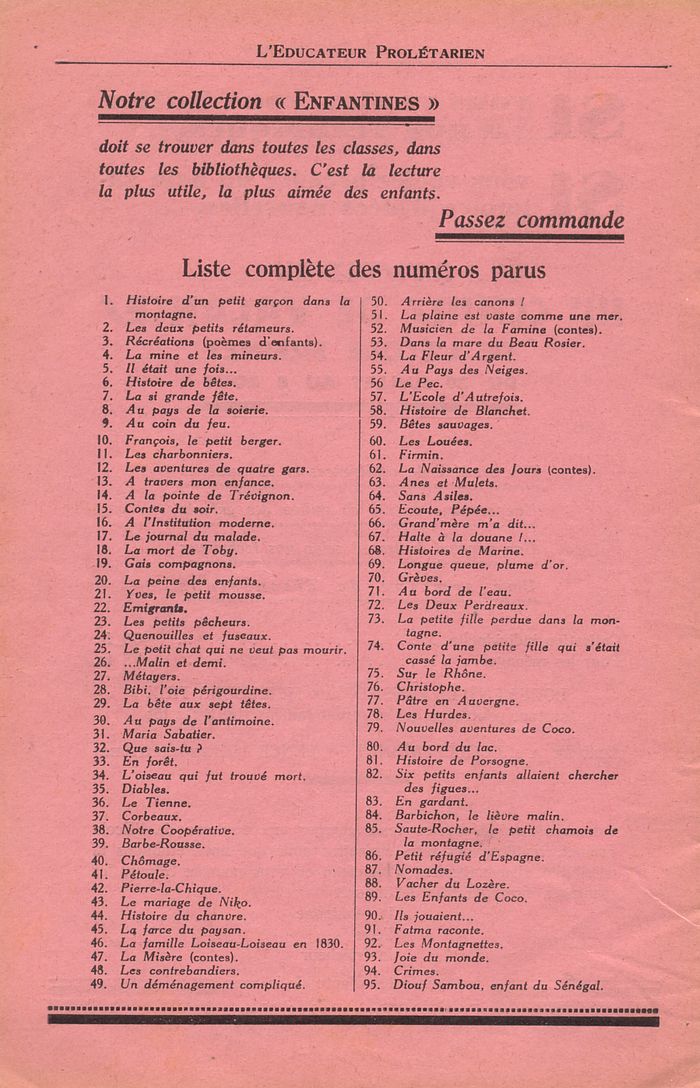 L'Educateur Prolétarien
Notre collection « Enfantines »
doit se trouver dans toutes les classes, dans
toutes les bibliothèques. C'est la lecture
la plus utile, la plus aimée des enfants.
Passez commande
Liste complète des numéros parus
1. Histoire d'un petit garçon dans la
montagne.
2. Les deux petits rétameurs.
3. Récréations (poèmes d'enfants).
4. La mine et les mineurs.
5. Il était une fois...
6. Histoire de bêtes.
7. La si grande fête.
8. Au pays de la soierie.
9. Au coin du feu.
10. François, le petit berger.
11. Les charbonniers.
12. Les aventures de quatre gars.
13. A travers mon enfance.
14. A la pointe de Trévignon.
15. Contes du soir.
16. A l'Institution moderne.
17. Le journal du malade.
18. La mort de Toby.
19. Gais compagnons.
20. La peine des enfants.
21. Yves, le petit mousse.
22. Emigrants.
23. Les petits pêcheurs.
24. Quenouilles et fuseaux.
25. Le petit chat qui ne veut pas mourir.
26. ...Malin et demi.
27. Métayers.
28. Bibi, l'oie périgourdine.
29. La bête aux sept têtes.
30. Au pays de l'antimoine.
31. Maria Sabatier.
32. Que sais-tu ?
33. En forêt.
34. L'oiseau qui fut trouvé mort.
35. Diables.
36. Le Tienne.
37. Corbeaux.
38. Notre Coopérative.
39. Barbe-Rousse.
40. Chômage.
41. Pétoule.
42. Pierre-la-Chique.
43. Le mariage de Niko.
44. Histoire du chanvre.
45. La farce du paysan.
46. La famille Loiseau-Loiseau en 1830.
47. La Misère (contes).
48. Les contrebandiers.
49. Un déménagement compliqué.
50. Arrière les canons !
51. La plaine est vaste comme une mer.
52. Musicien de la Famine (contes).
53. Dans la mare du Beau Rosier.
54. La Fleur d'Argent.
55. Au Pays des Neiges.
56 Le Pec.
57. L'Ecole d'Autrefois.
58. Histoire de Blanchet.
59. Bêtes sauvages.
60. Les Louées.
61. Firmin.
62. La Naissance des Jours (contes).
63. Anes et Mulets.
64. Sans Asiles.
65. Ecoute, Pépée...
66. Grand'mère m'a dit...
67. Halte à la douane !...
68. Histoires de Marine.
69. Longue queue, plume d'or.
70. Grèves.
71. Au bord de l'eau.
72. Les Deux Perdreaux.
73. La petite fille perdue dans la mon-
tagne.
74. Conte d'une petite fille qui s'était
cassé la jambe.
75. Sur le Rhône.
76. Christophe.
77. Pâtre en Auvergne.
78. Les Hurdes.
79. Nouvelles aventures de Coco.
80. Au bord du lac.
81. Histoire de Porsogne.
82. Six petits enfants allaient chercher
des figues...
83. En gardant.
84. Barbichon, le lièvre malin.
85. Saute-Rocher, le petit chamois de
la montagne.
86. Petit réfugié d'Espagne.
87. Nomades.
88. Vacher du Lozère.
89. Les Enfants de Coco.
90. Ils jouaient...
91. Fatma raconte.
92. Les Montagnettes.
93. Joie du monde.
94. Crimes.
95. Diouf Sambou, enfant du Sénégal.